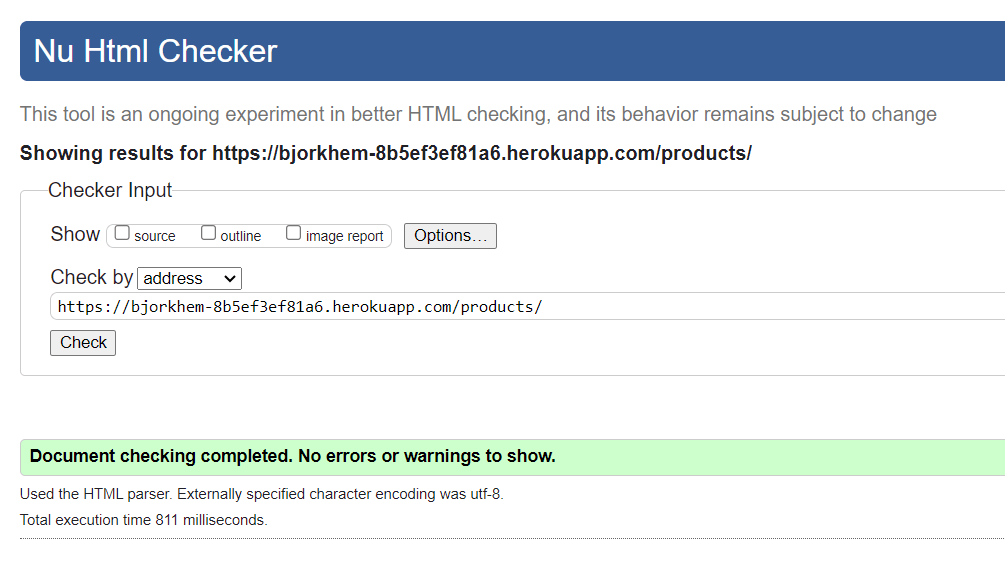 Nu Html Checker
This tool is an ongoing experiment in better HTML checking, and its behavior remains subject to change
Showing results for https://bjorkhem-8b5ef3ef81a6.herokuapp.com/products/
Checker Input
Show source outline image report Options...
Check by address
https://bjorkhem-8b5ef3ef81a6.herokuapp.com/products/
Check
Document checking completed. No errors or warnings to show.
Used the HTML parser. Externally specified character encoding was utf-8.
Total execution time 811 milliseconds.